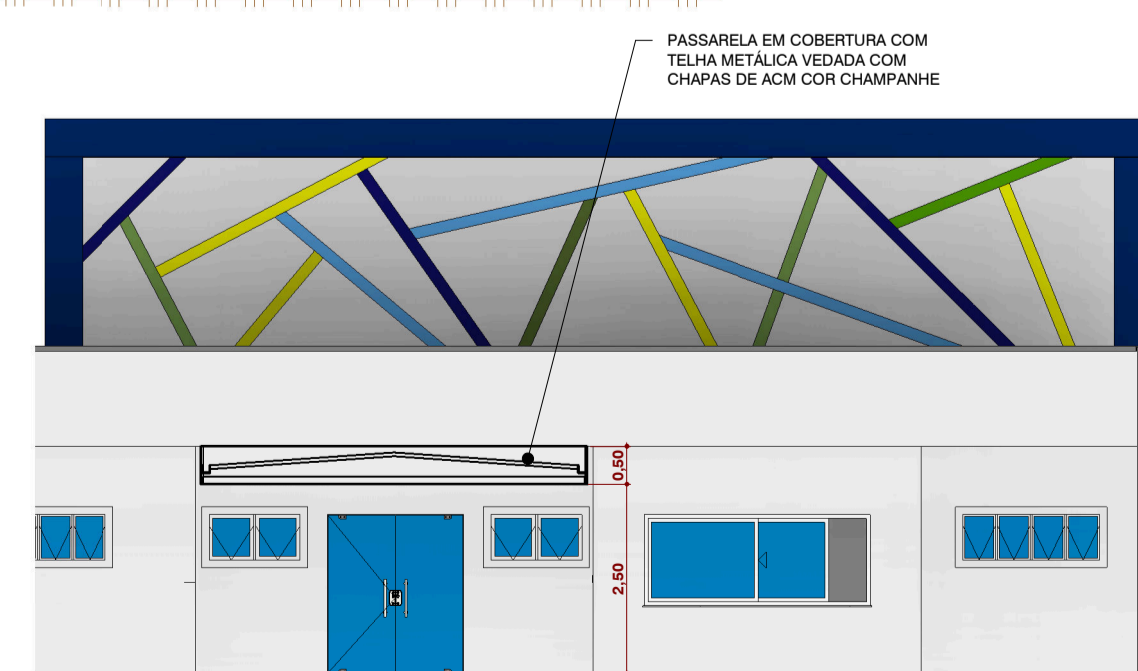 PASSARELA EM COBERTURA COM
TELHA METÁLICA VEDADA COM
CHAPAS DE ACM COR CHAMPANHE
0,50
2,50